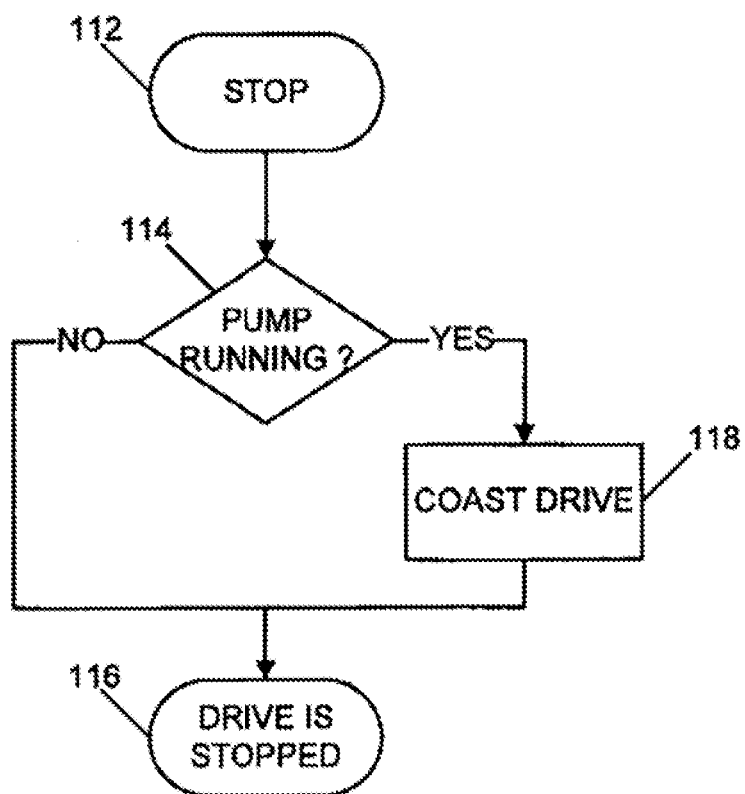 112
STOP
114
PUMP
RUNNING ?
NO
YES
118
COAST DRIVE
116
DRIVE IS
STOPPED